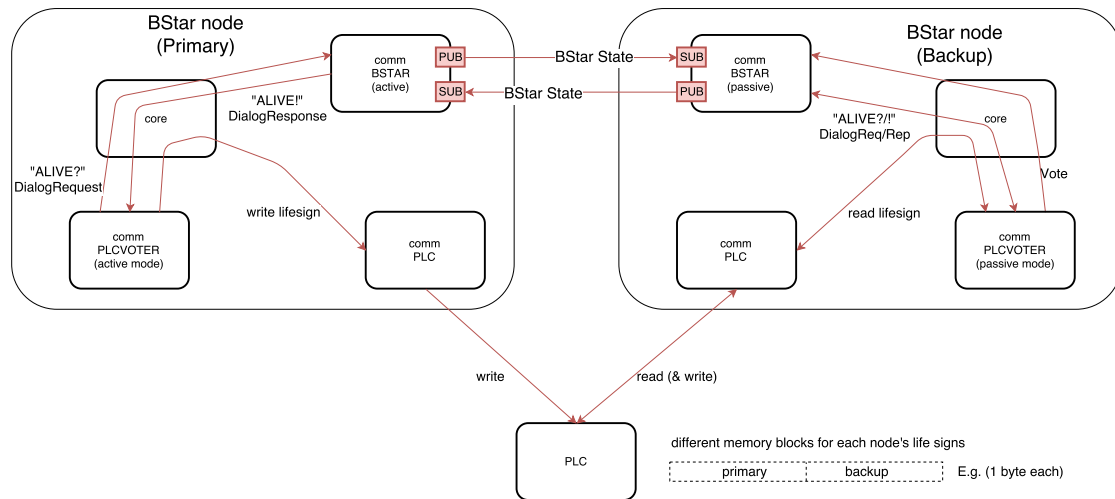 BStar node
(Primary)
BStar node
(Backup)
comm
BSTAR
(active)
PUB
SUB
BStar State
BStar State
SUB
PUB
comm
BSTAR
(passive)
core
"ALIVE!"
DialogResponse
"ALIVE?/!"
DialogReq/Rep
core
"ALIVE?"
DialogRequest
Vote
write lifesign
read lifesign
comm
PLCVOTER
(active mode)
comm
PLC
comm
PLC
comm
PLCVOTER
(passive mode)
write
read (& write)
PLC
different memory blocks for each node's life signs
primary
backup
E.g. (1 byte each)